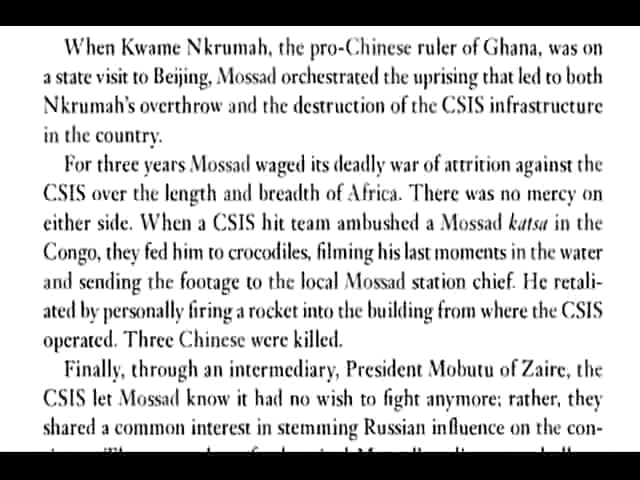 When Kwame Nkrumah, the pro-Chinese ruler of Ghana, was on
a state visit to Beijing, Mossad orchestrated the uprising that led to both
Nkrumah's overthrow and the destruction of the CSIS infrastructure
in the country.
For three years Mossad waged its deadly war of attrition against the
CSIS over the length and breadth of Africa. There was no mercy on
either side. When a CSIS hit team ambushed a Mossad katsa in the
Congo, they fed him to crocodiles, filming his last moments in the water
and sending the footage to the local Mossad station chief. He retali-
ated by personally firing a rocket into the building from where the CSIS
operated. Three Chinese were killed.
Finally, through an intermediary, President Mobutu of Zaire, the
CSIS let Mossad know it had no wish to fight anymore; rather, they
shared a common interest in stemming Russian influence on the con-